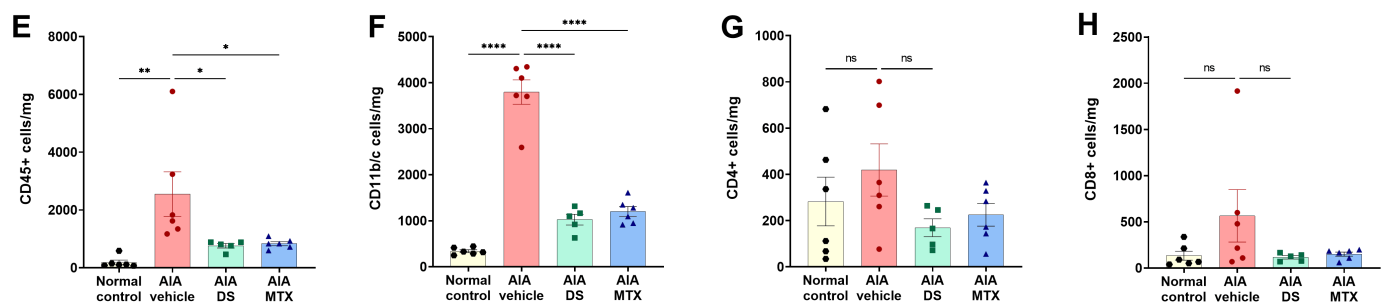 E
CD45+ cells/mg
8000
6000
4000
2000
0
**
*
*
Normal control
AIA vehicle
AIA DS
AIA MTX
F
CD11b/c cells/mg
5000
4000
3000
2000
1000
0
****
****
****
Normal control
AIA vehicle
AIA DS
AIA MTX
G
CD4+ cells/mg
1000
800
600
400
200
0
ns
ns
Normal control
AIA vehicle
AIA DS
AIA MTX
H
CD8+ cells/mg
2500
2000
1500
1000
500
0
ns
ns
Normal control
AIA vehicle
AIA DS
AIA MTX